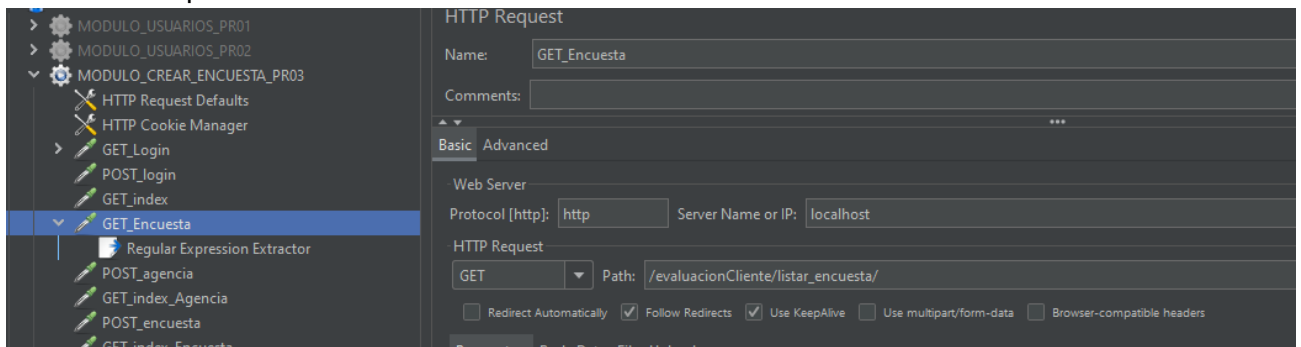 MODULO_USUARIOS_PR01
MODULO_USUARIOS_PR02
MODULO_CREAR_ENCUESTA_PR03
HTTP Request Defaults
HTTP Cookie Manager
GET_Login
POST_login
GET_index
GET_Encuesta
Regular Expression Extractor
POST_agencia
GET_index_Agencia
POST_encuesta
GET_index_Encuesta
HTTP Request
Name: GET_Encuesta
Comments:
Basic Advanced
Web Server
Protocol [http]: http Server Name or IP: localhost
HTTP Request
GET Path: /evaluacionCliente/listar_encuesta/
Redirect Automatically Follow Redirects Use KeepAlive Use multipart/form-data Browser-compatible headers